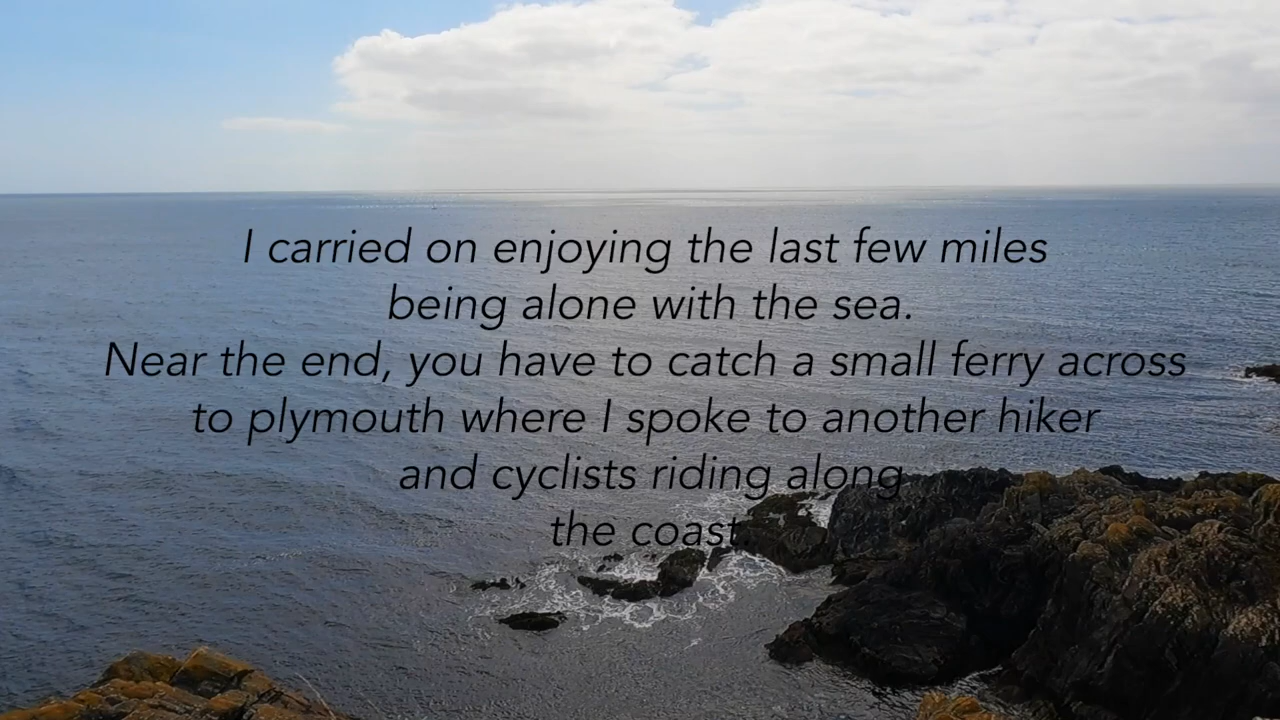 I carried on enjoying the last few miles
being alone with the sea.
Near the end, you have to catch a small ferry across
to plymouth where I spoke to another hiker
and cyclists riding along
the coast.